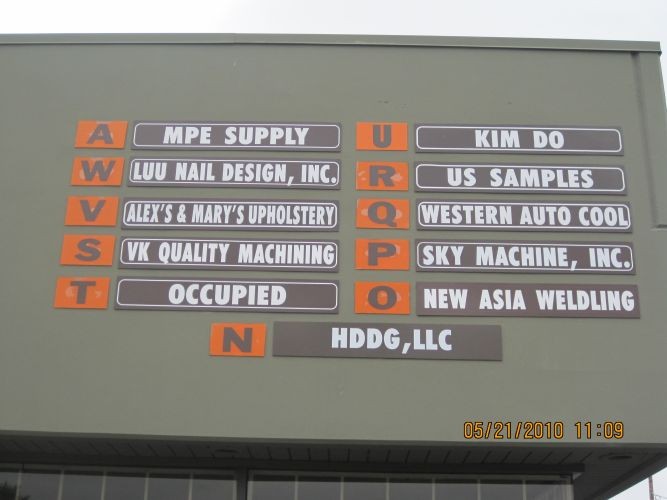 A MPE SUPPLY
W LUU NAIL DESIGN, INC.
V ALEX'S & MARY'S UPHOLSTERY
S VK QUALITY MACHINING
T OCCUPIED
U KIM DO
R US SAMPLES
Q WESTERN AUTO COOL
P SKY MACHINE, INC.
O NEW ASIA WELDLING
N HDDG,LLC
05/21/2010 11:09